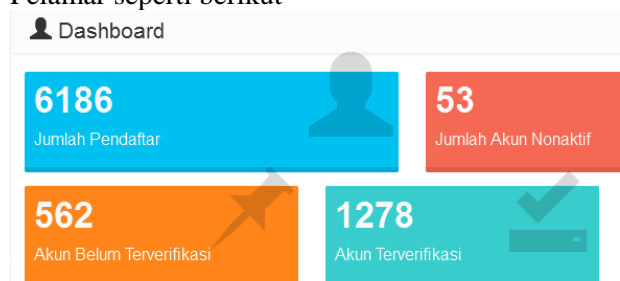 Pelamar seperti berikut
Dashboard
6186
Jumlah Pendaftar
53
Jumlah Akun Nonaktif
562
Akun Belum Terverifikasi
1278
Akun Terverifikasi